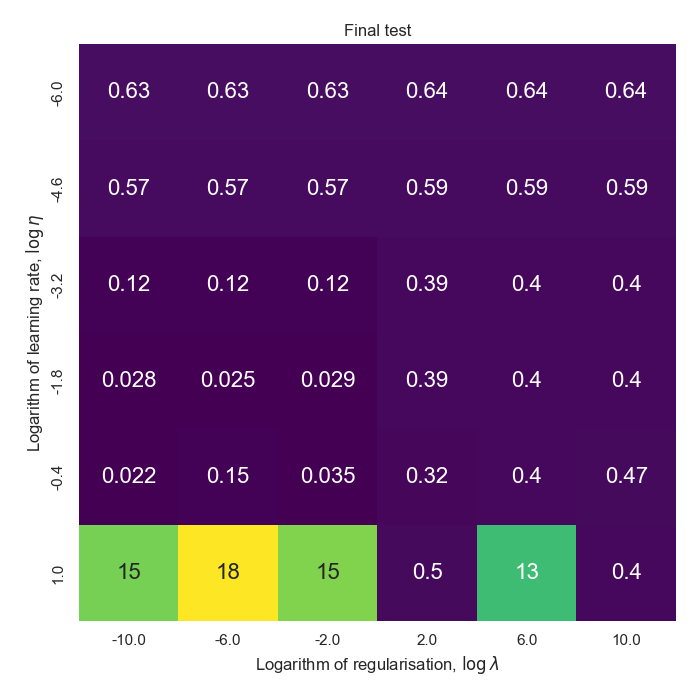 Final test
Logarithm of learning rate, log η
-6.0 0.63 0.63 0.63 0.64 0.64 0.64
-4.6 0.57 0.57 0.57 0.59 0.59 0.59
-3.2 0.12 0.12 0.12 0.39 0.4 0.4
-1.8 0.028 0.025 0.029 0.39 0.4 0.4
-0.4 0.022 0.15 0.035 0.32 0.4 0.47
1.0 15 18 15 0.5 13 0.4
-10.0 -6.0 -2.0 2.0 6.0 10.0
Logarithm of regularisation, log λ